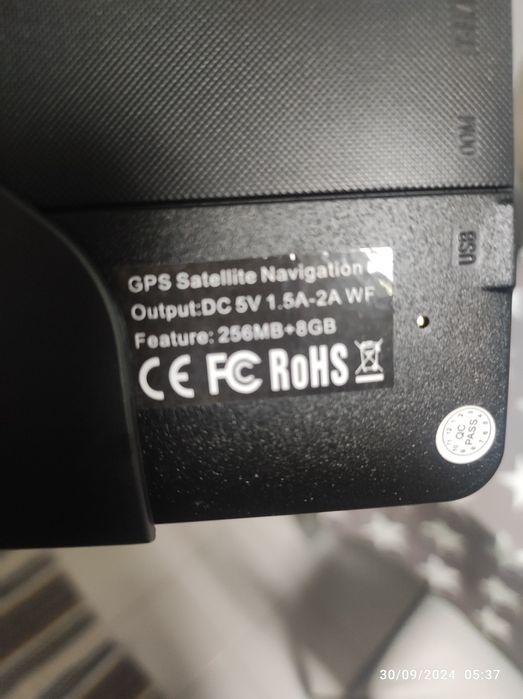 USB
GPS Satellite Navigation
Output:DC 5V 1.5A-2A WF
Feature: 256MB+8GB
CE FC RoHS
QC
PASS
30/09/2024 05:37